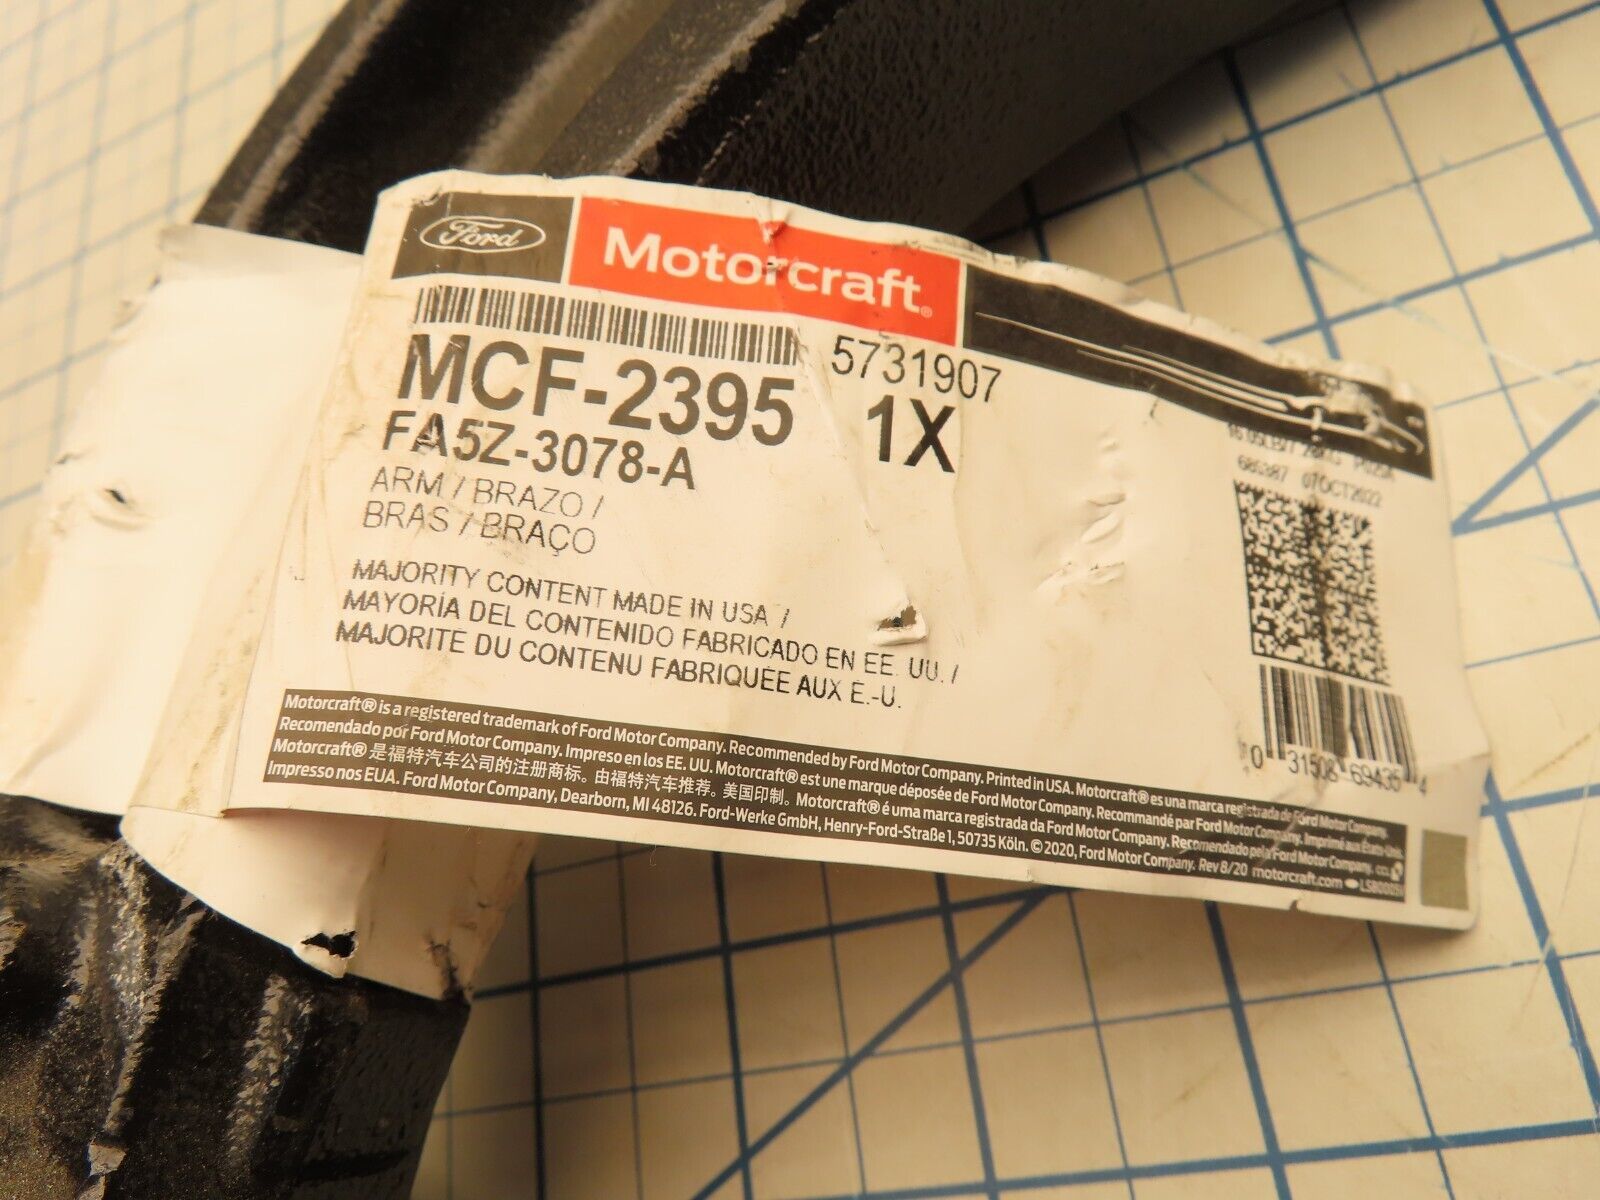 Ford
Motorcraft®
MCF-2395
5731907
FA5Z-3078-A
1X
ARM / BRAZO /
BRAS / BRAÇO
MAJORITY CONTENT MADE IN USA /
MAYORÍA DEL CONTENIDO FABRICADO EN EE. UU. /
MAJORITE DU CONTENU FABRIQUÉE AUX É.-U.
686387 07OCT2022
0 31508 69435 4
Motorcraft® is a registered trademark of Ford Motor Company. Recommended by Ford Motor Company. Printed in USA. Motorcraft® es una marca registrada de Ford Motor Company.
Recomendado por Ford Motor Company. Impreso en los EE. UU. Motorcraft® est une marque déposée de Ford Motor Company. Recommandé par Ford Motor Company. Imprimé aux États-Unis.
Motorcraft® 是福特汽车公司的注册商标。由福特汽车推荐。美国印制。Motorcraft® é uma marca registrada da Ford Motor Company. Recomendado pela Ford Motor Company.
Impresso nos EUA. Ford Motor Company, Dearborn, MI 48126. Ford-Werke GmbH, Henry-Ford-Straße 1, 50735 Köln. © 2020, Ford Motor Company. Rev 8/20 motorcraft.com